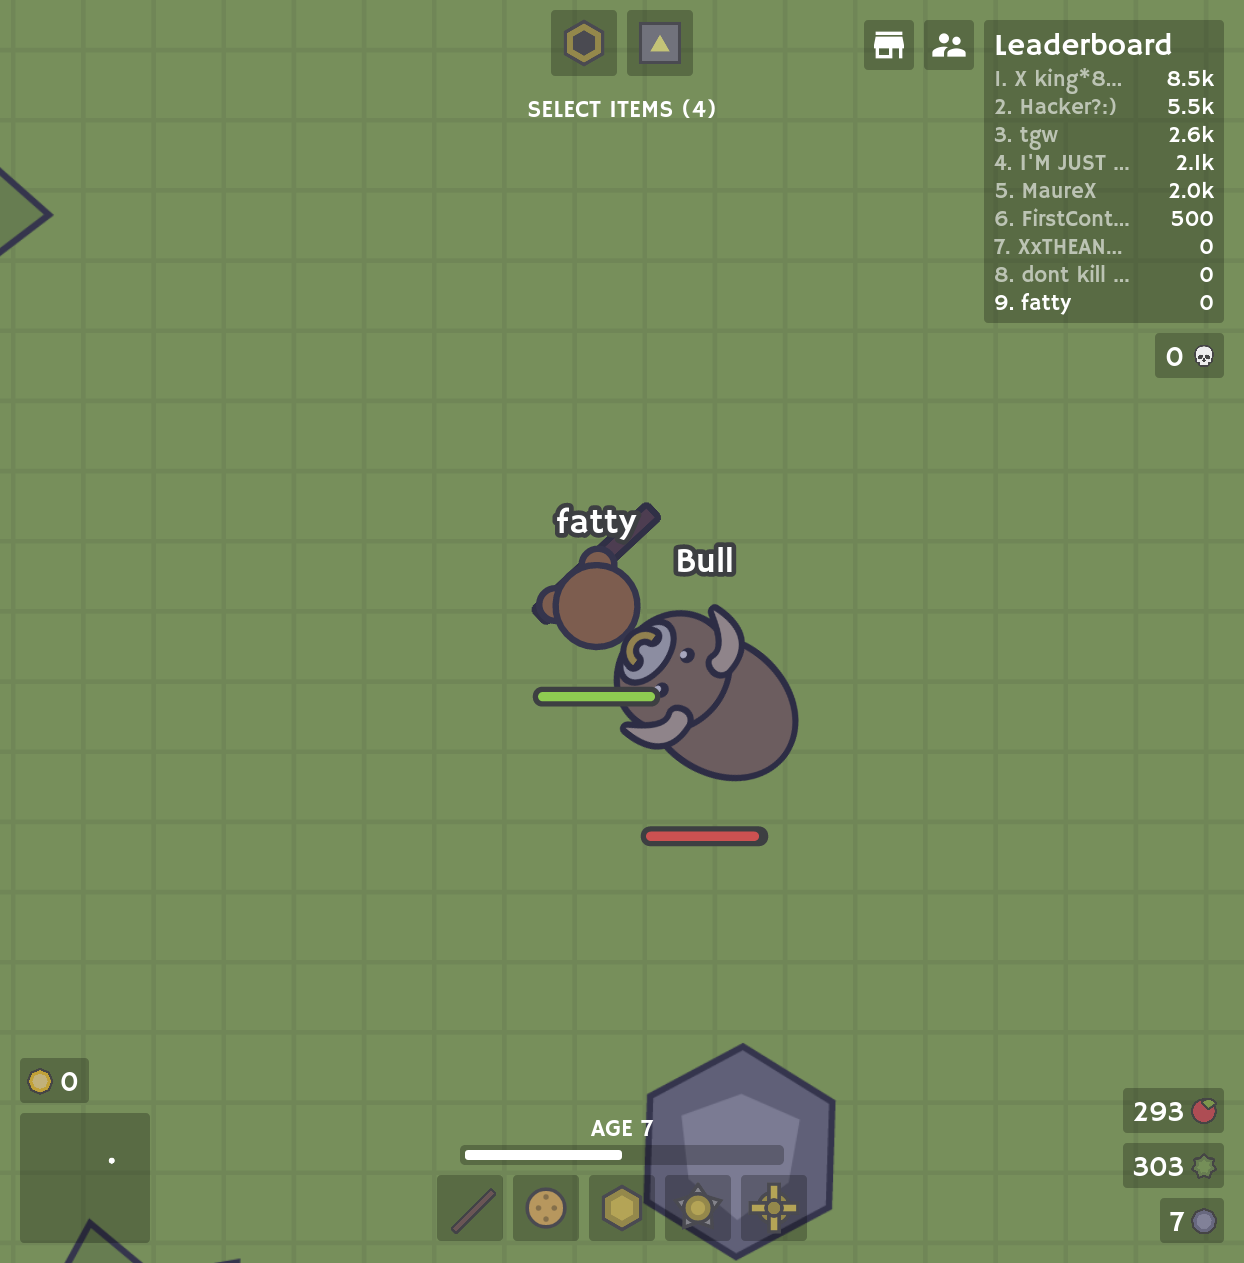 SELECT ITEMS (4)
Leaderboard
1. X king*8... 8.5k
2. Hacker?:) 5.5k
3. tgw 2.6k
4. I'M JUST ... 2.1k
5. MaureX 2.0k
6. FirstCont... 500
7. XxTHEAN... 0
8. dont kill ... 0
9. fatty 0
0
fatty
Bull
0
AGE 7
293
303
7